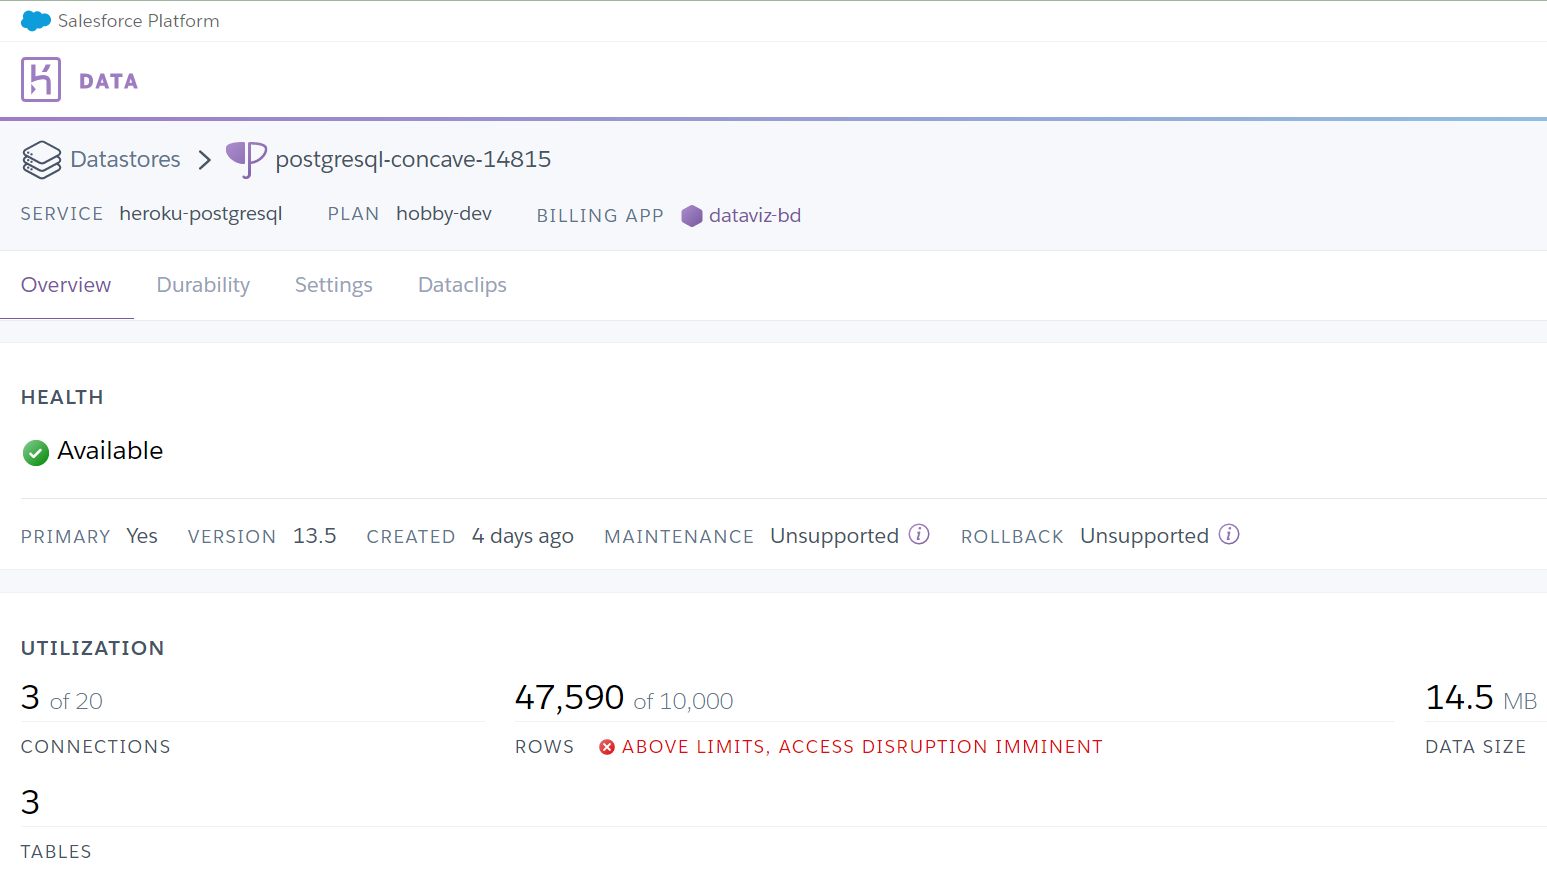 Salesforce Platform
DATA
Datastores postgresql-concave-14815
SERVICE heroku-postgresql PLAN hobby-dev BILLING APP dataviz-bd
Overview Durability Settings Dataclips
HEALTH
Available
PRIMARY Yes VERSION 13.5 CREATED 4 days ago MAINTENANCE Unsupported ROLLBACK Unsupported
UTILIZATION
3 of 20 47,590 of 10,000 14.5 MB
CONNECTIONS ROWS ABOVE LIMITS, ACCESS DISRUPTION IMMINENT DATA SIZE
3
TABLES